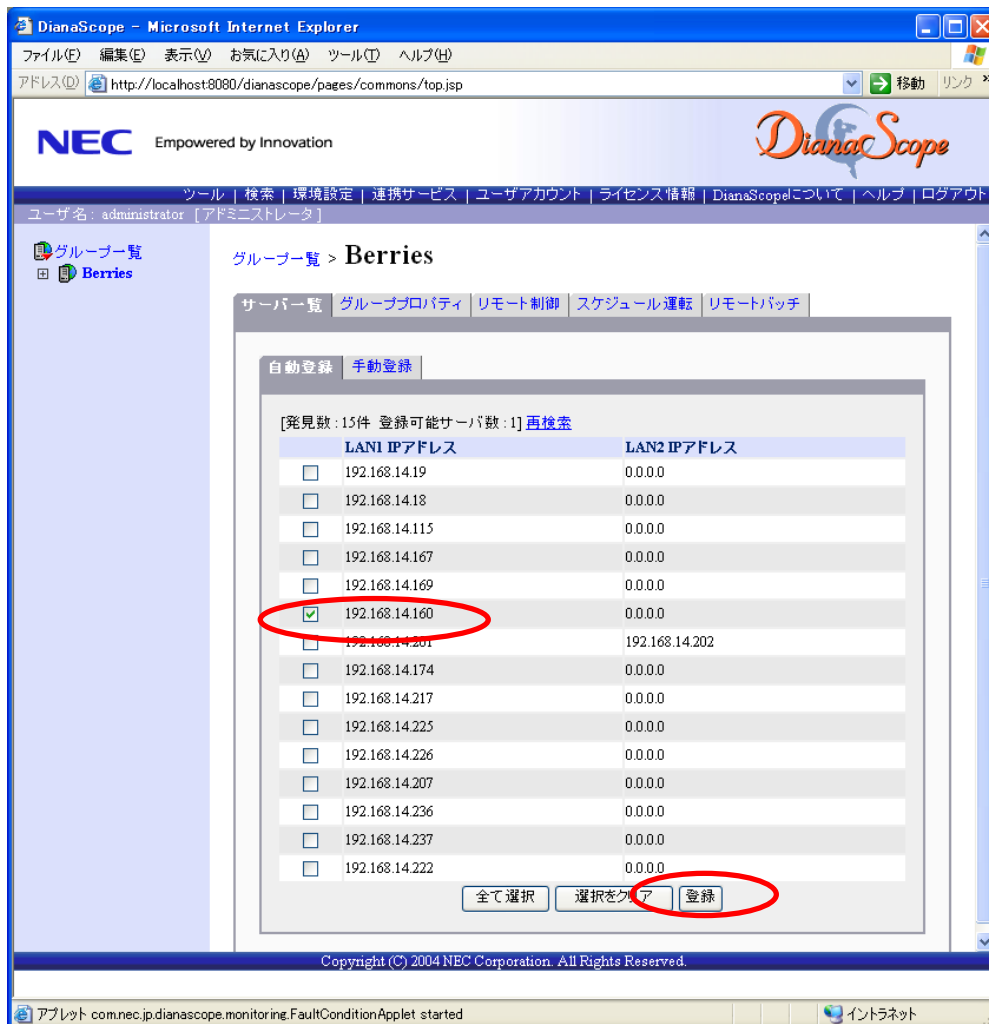 DianaScope - Microsoft Internet Explorer
ファイル(F) 編集(E) 表示(V) お気に入り(A) ツール(T) ヘルプ(H)
アドレス(D) http://localhost:8080/dianascope/pages/commons/top.jsp 移動 リンク »
NEC Empowered by Innovation DianaScope
ツール | 検索 | 環境設定 | 連携サービス | ユーザアカウント | ライセンス情報 | DianaScopeについて | ヘルプ | ログアウト
ユーザ名 : administrator [アドミニストレータ]
グループ一覧
Berries
グループ一覧 > Berries
サーバ一覧 グループプロパティ リモート制御 スケジュール運転 リモートバッチ
自動登録 手動登録
[発見数 : 15件 登録可能サーバ数 : 1] 再検索
LAN1 IPアドレス LAN2 IPアドレス
192.168.14.19 0.0.0.0
192.168.14.18 0.0.0.0
192.168.14.115 0.0.0.0
192.168.14.167 0.0.0.0
192.168.14.169 0.0.0.0
192.168.14.160 0.0.0.0
192.168.14.201 192.168.14.202
192.168.14.174 0.0.0.0
192.168.14.217 0.0.0.0
192.168.14.225 0.0.0.0
192.168.14.226 0.0.0.0
192.168.14.207 0.0.0.0
192.168.14.236 0.0.0.0
192.168.14.237 0.0.0.0
192.168.14.222 0.0.0.0
全て選択 選択をクリア 登録
Copyright (C) 2004 NEC Corporation. All Rights Reserved.
アプレット com.nec.jp.dianascope.monitoring.FaultConditionApplet started イントラネット